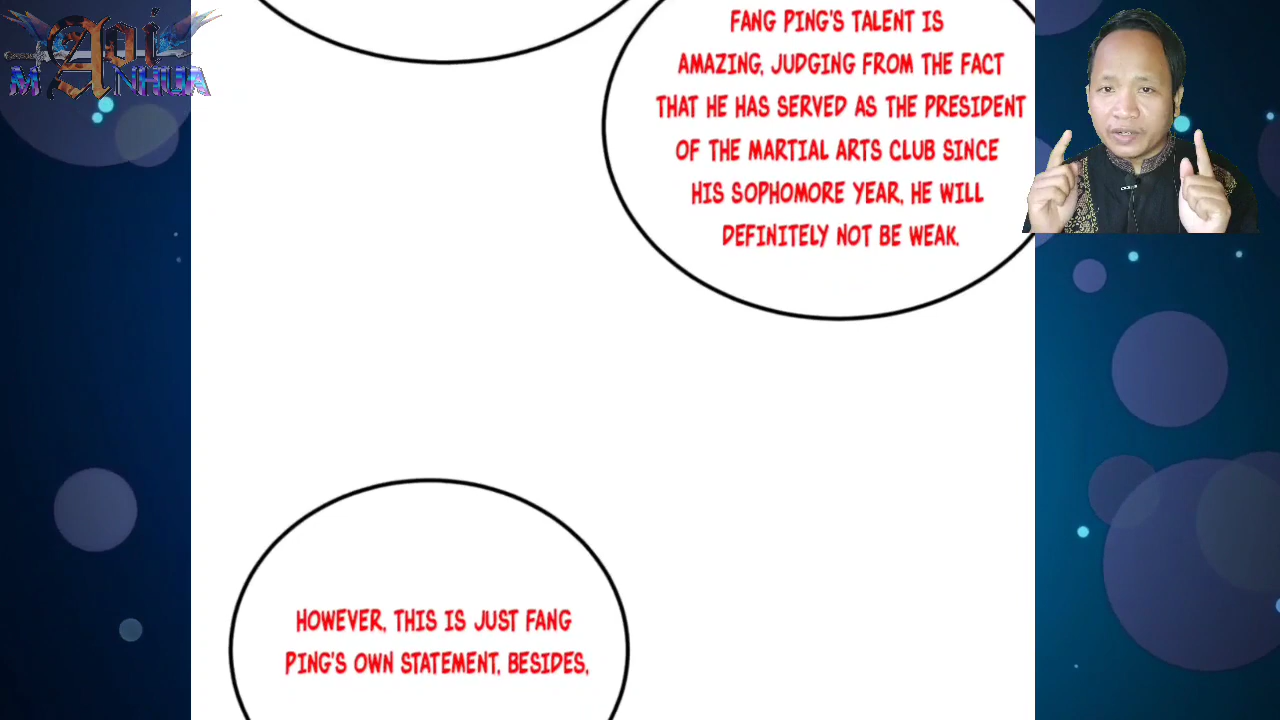 Aoi
MANHUA
FANG PING'S TALENT IS
AMAZING, JUDGING FROM THE FACT
THAT HE HAS SERVED AS THE PRESIDENT
OF THE MARTIAL ARTS CLUB SINCE
HIS SOPHOMORE YEAR, HE WILL
DEFINITELY NOT BE WEAK.
HOWEVER, THIS IS JUST FANG
PING'S OWN STATEMENT, BESIDES,